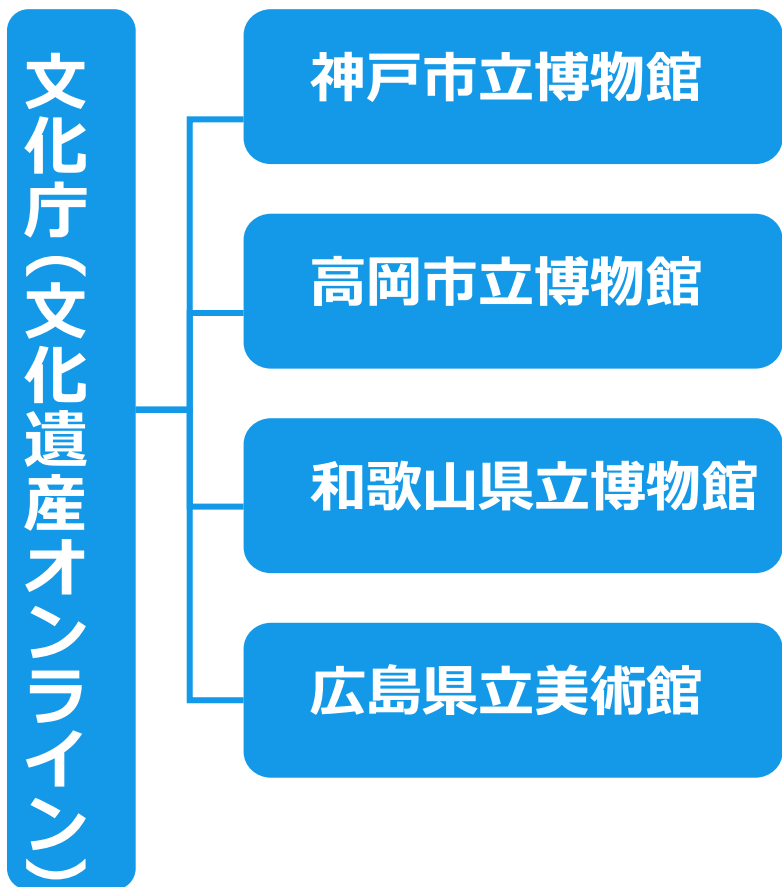 文化庁(文化遺産オンライン)
神戸市立博物館
高岡市立博物館
和歌山県立博物館
広島県立美術館